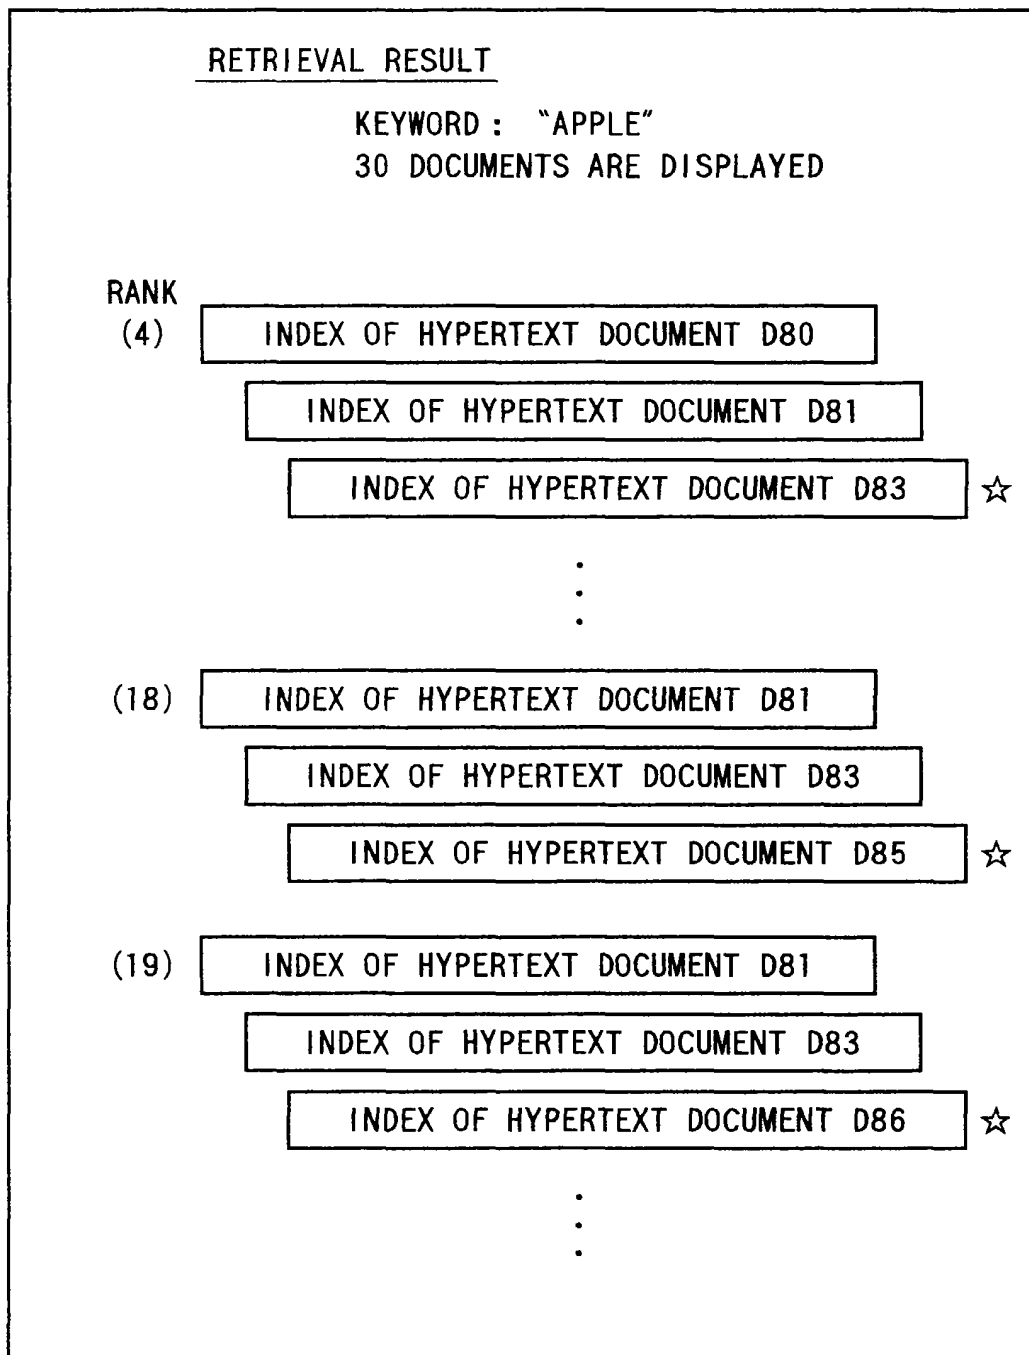 RETRIEVAL RESULT
KEYWORD : "APPLE"
30 DOCUMENTS ARE DISPLAYED
RANK
(4) INDEX OF HYPERTEXT DOCUMENT D80
INDEX OF HYPERTEXT DOCUMENT D81
INDEX OF HYPERTEXT DOCUMENT D83 ☆
(18) INDEX OF HYPERTEXT DOCUMENT D81
INDEX OF HYPERTEXT DOCUMENT D83
INDEX OF HYPERTEXT DOCUMENT D85 ☆
(19) INDEX OF HYPERTEXT DOCUMENT D81
INDEX OF HYPERTEXT DOCUMENT D83
INDEX OF HYPERTEXT DOCUMENT D86 ☆